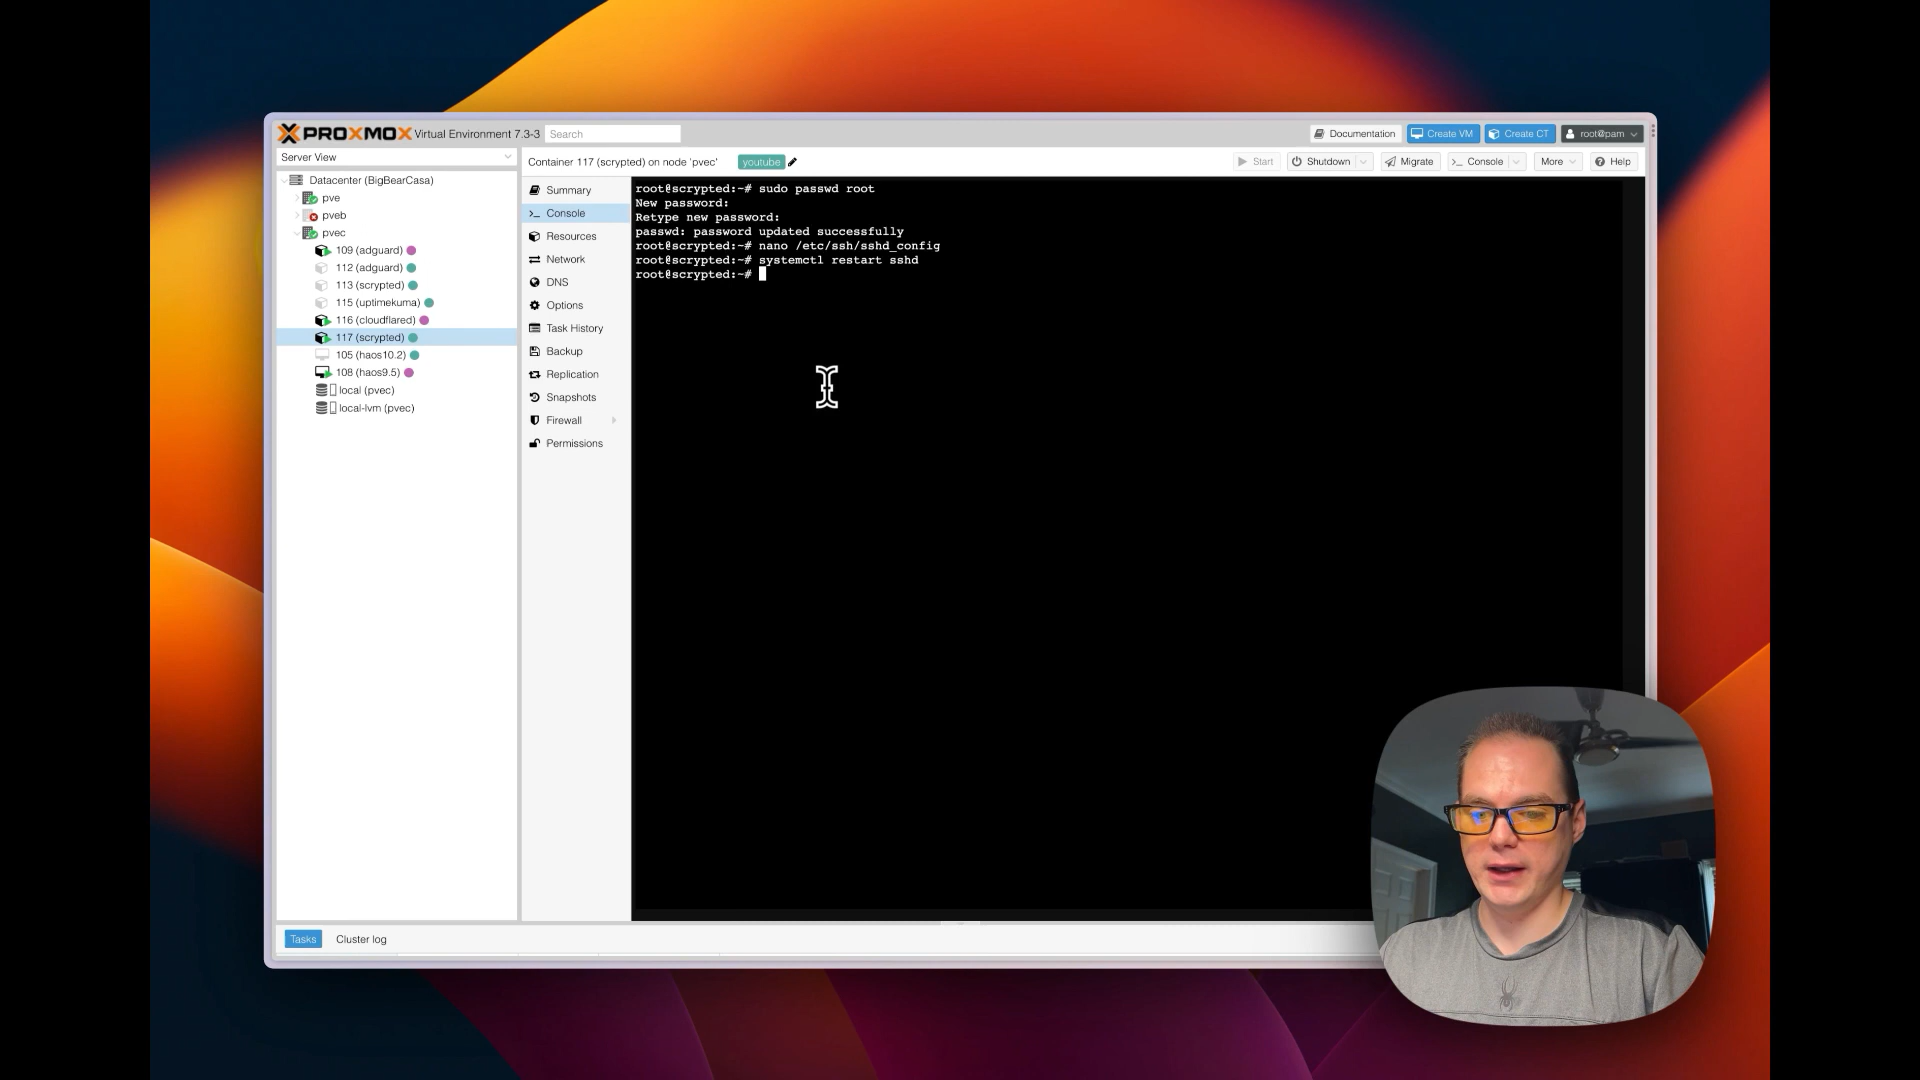 PROXMOX Virtual Environment 7.3-3 Search Documentation Create VM Create CT root@pam
Server View
Container 117 (scrypted) on node 'pvec' youtube Start Shutdown Migrate >_ Console More Help
Datacenter (BigBearCasa)
pve
pveb
pvec
109 (adguard)
112 (adguard)
113 (scrypted)
115 (uptimekuma)
116 (cloudflared)
117 (scrypted)
105 (haos10.2)
108 (haos9.5)
local (pvec)
local-lvm (pvec)
Summary
>_ Console
Resources
Network
DNS
Options
Task History
Backup
Replication
Snapshots
Firewall
Permissions
root@scrypted:~# sudo passwd root
New password:
Retype new password:
passwd: password updated successfully
root@scrypted:~# nano /etc/ssh/sshd_config
root@scrypted:~# systemctl restart sshd
root@scrypted:~#
Tasks Cluster log